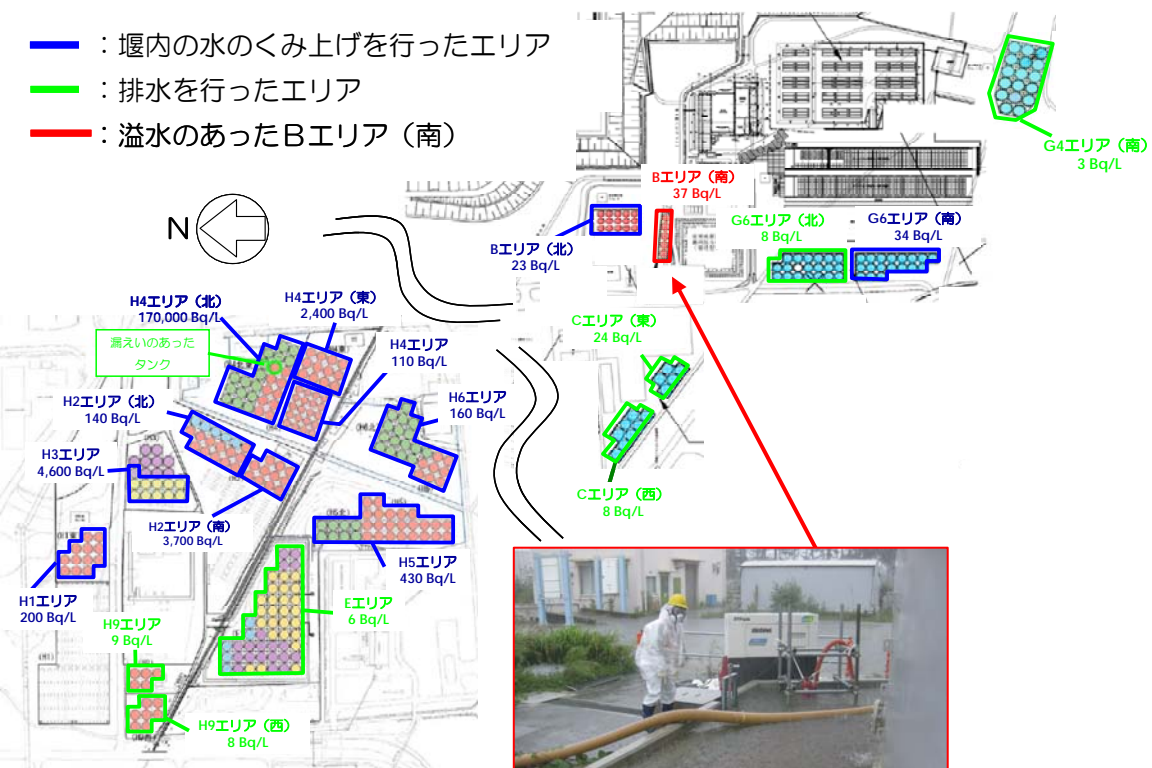 ：堰内の水のくみ上げを行ったエリア
：排水を行ったエリア
：溢水のあったＢエリア（南）
N
G4エリア（南）
3 Bq/L
Bエリア（南）
37 Bq/L
G6エリア（北）
8 Bq/L
G6エリア（南）
34 Bq/L
Bエリア（北）
23 Bq/L
H4エリア（北）
170,000 Bq/L
H4エリア（東）
2,400 Bq/L
漏えいのあった
タンク
H4エリア
110 Bq/L
Cエリア（東）
24 Bq/L
H2エリア（北）
140 Bq/L
H6エリア
160 Bq/L
H3エリア
4,600 Bq/L
Cエリア（西）
8 Bq/L
H2エリア（南）
3,700 Bq/L
H5エリア
430 Bq/L
H1エリア
200 Bq/L
Eエリア
6 Bq/L
H9エリア
9 Bq/L
H9エリア（西）
8 Bq/L